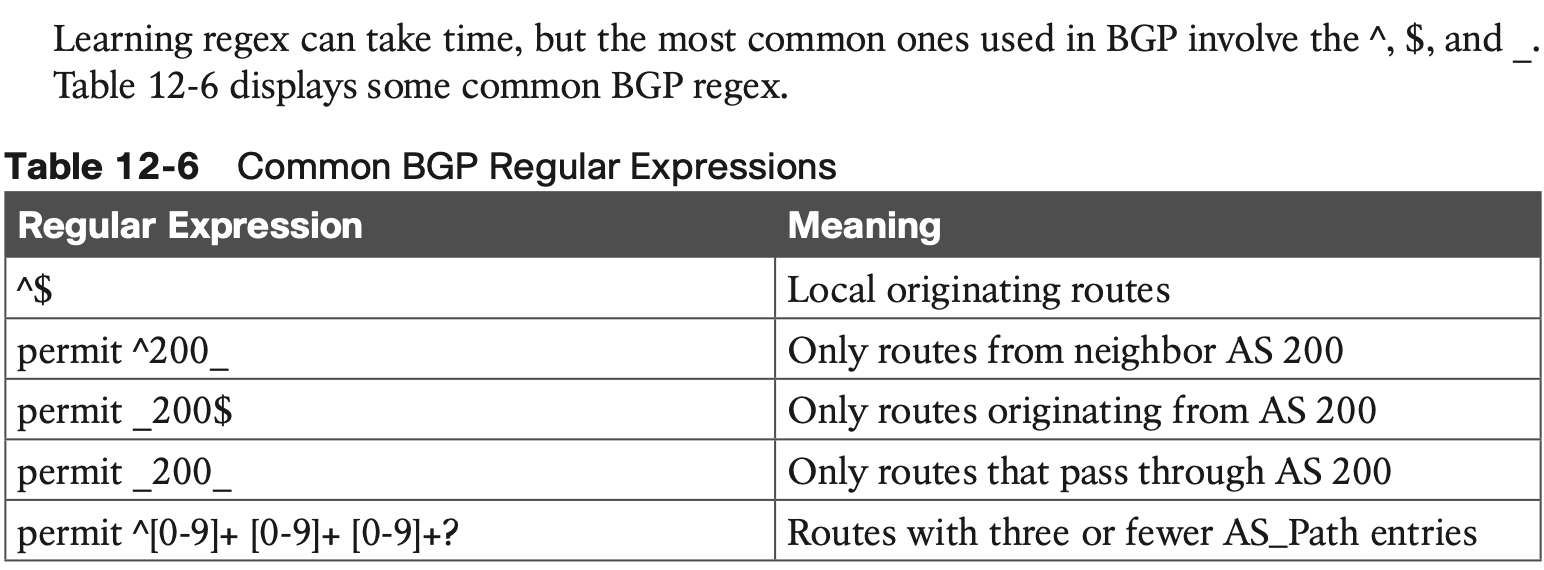 Learning regex can take time, but the most common ones used in BGP involve the ^, $, and _.
Table 12-6 displays some common BGP regex.
Table 12-6 Common BGP Regular Expressions
Regular Expression Meaning
^$ Local originating routes
permit ^200_ Only routes from neighbor AS 200
permit _200$ Only routes originating from AS 200
permit _200_ Only routes that pass through AS 200
permit ^[0-9]+ [0-9]+ [0-9]+? Routes with three or fewer AS_Path entries